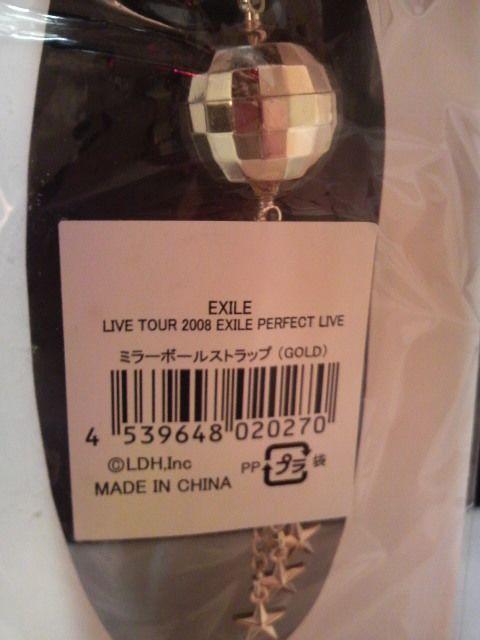 EXILE
LIVE TOUR 2008 EXILE PERFECT LIVE
ミラーボールストラップ (GOLD)
4 539648 020270
©LDH,Inc
PP プラ 袋
MADE IN CHINA